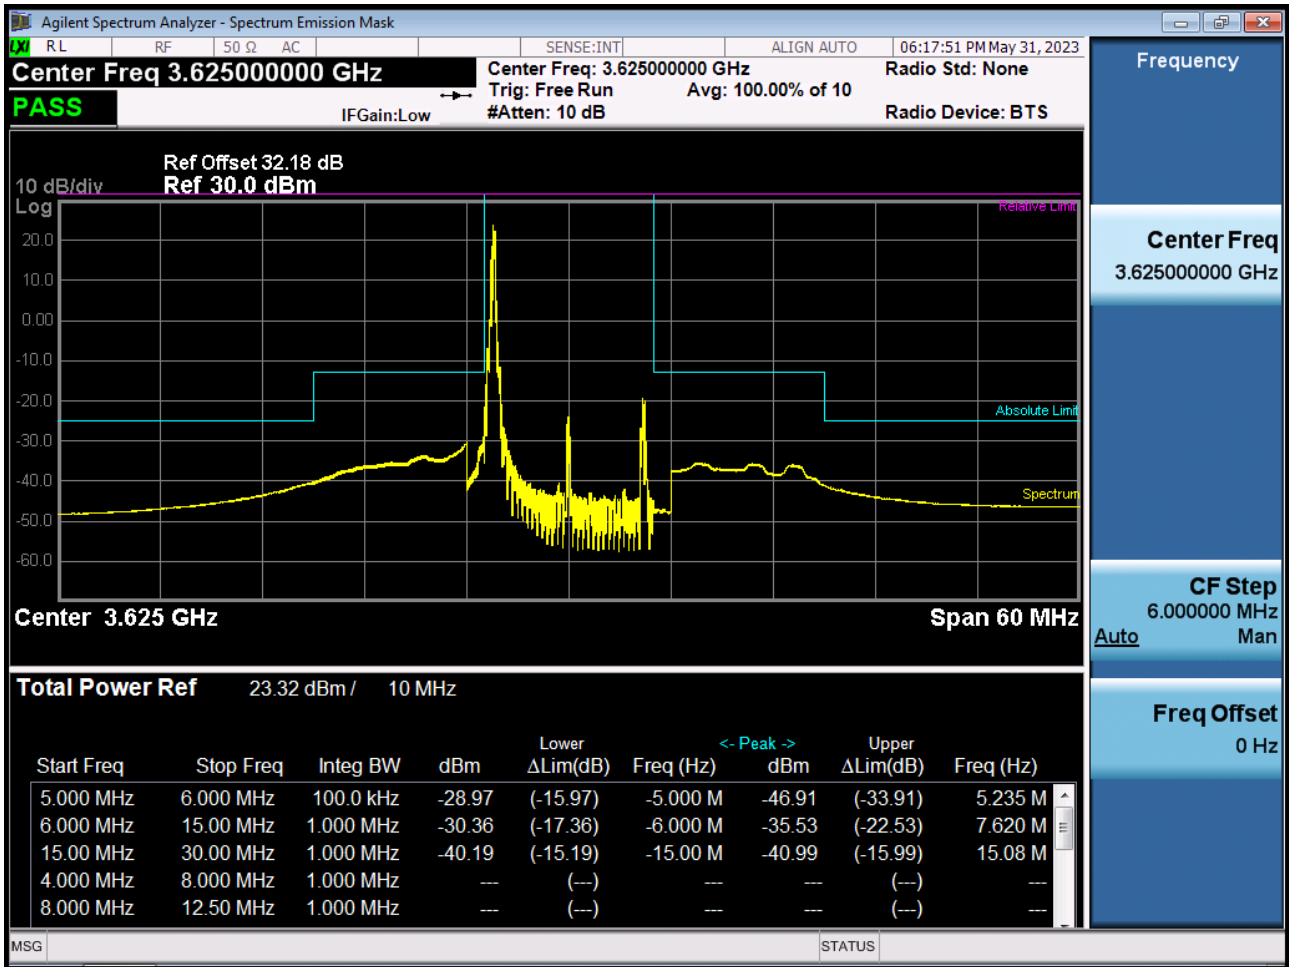 Agilent Spectrum Analyzer - Spectrum Emission Mask
LXI RL RF 50 Ω AC SENSE:INT ALIGN AUTO 06:17:51 PM May 31, 2023
Center Freq 3.625000000 GHz
Center Freq: 3.625000000 GHz
Radio Std: None
Trig: Free Run Avg: 100.00% of 10
PASS
IFGain:Low
#Atten: 10 dB
Radio Device: BTS
Ref Offset 32.18 dB
10 dB/div Ref 30.0 dBm
Log
Relative Limit
20.0
10.0
0.00
-10.0
-20.0
Absolute Limit
-30.0
-40.0
Spectrum
-50.0
-60.0
Center 3.625 GHz Span 60 MHz
Total Power Ref 23.32 dBm / 10 MHz
Lower <- Peak -> Upper
Start Freq Stop Freq Integ BW dBm ΔLim(dB) Freq (Hz) dBm ΔLim(dB) Freq (Hz)
5.000 MHz 6.000 MHz 100.0 kHz -28.97 (-15.97) -5.000 M -46.91 (-33.91) 5.235 M
6.000 MHz 15.00 MHz 1.000 MHz -30.36 (-17.36) -6.000 M -35.53 (-22.53) 7.620 M
15.00 MHz 30.00 MHz 1.000 MHz -40.19 (-15.19) -15.00 M -40.99 (-15.99) 15.08 M
4.000 MHz 8.000 MHz 1.000 MHz --- (---) --- --- (---) ---
8.000 MHz 12.50 MHz 1.000 MHz --- (---) --- --- (---) ---
MSG STATUS
Frequency
Center Freq
3.625000000 GHz
CF Step
6.000000 MHz
Auto Man
Freq Offset
0 Hz